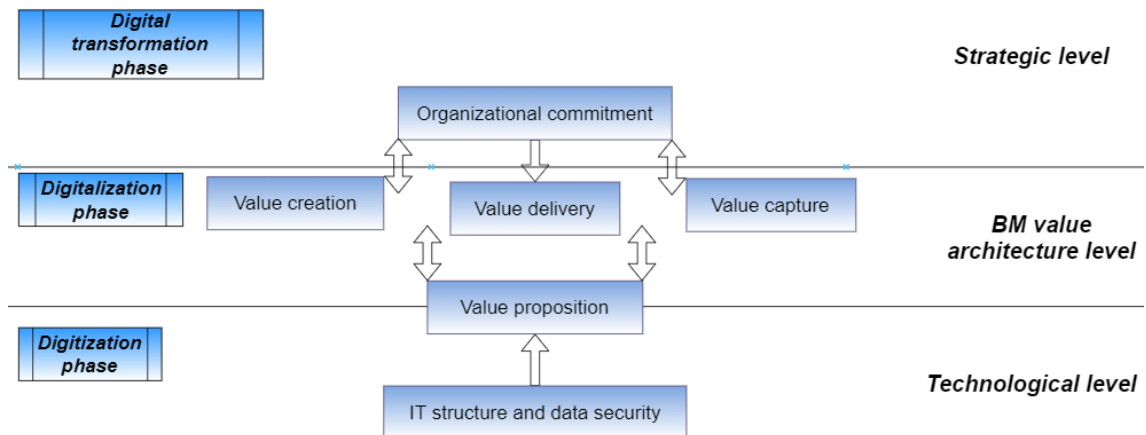 Digital
transformation
phase
Strategic level
Organizational commitment
Digitalization
phase
Value creation
Value delivery
Value capture
BM value
architecture level
Value proposition
Digitization
phase
IT structure and data security
Technological level